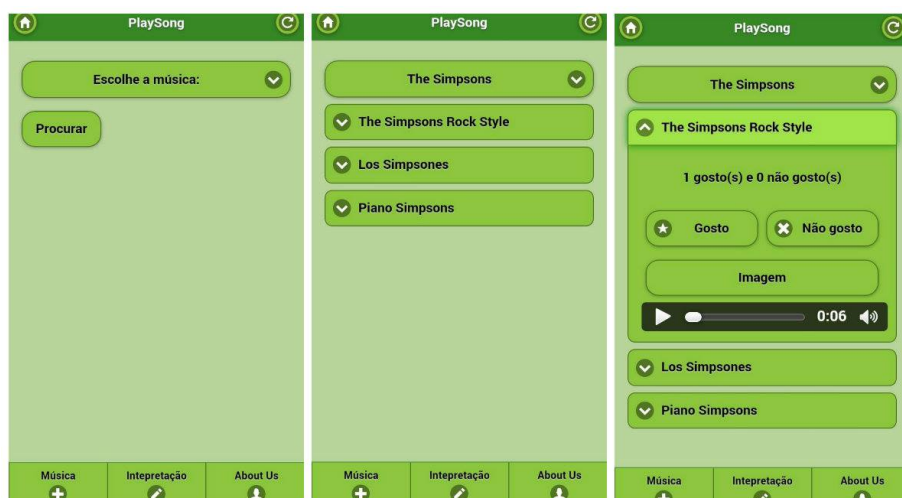 PlaySong
Escolhe a música:
Procurar
Música
Intepretação
About Us
PlaySong
The Simpsons
The Simpsons Rock Style
Los Simpsones
Piano Simpsons
Música
Intepretação
About Us
PlaySong
The Simpsons
The Simpsons Rock Style
1 gosto(s) e 0 não gosto(s)
Gosto
Não gosto
Imagem
0:06
Los Simpsones
Piano Simpsons
Música
Intepretação
About Us